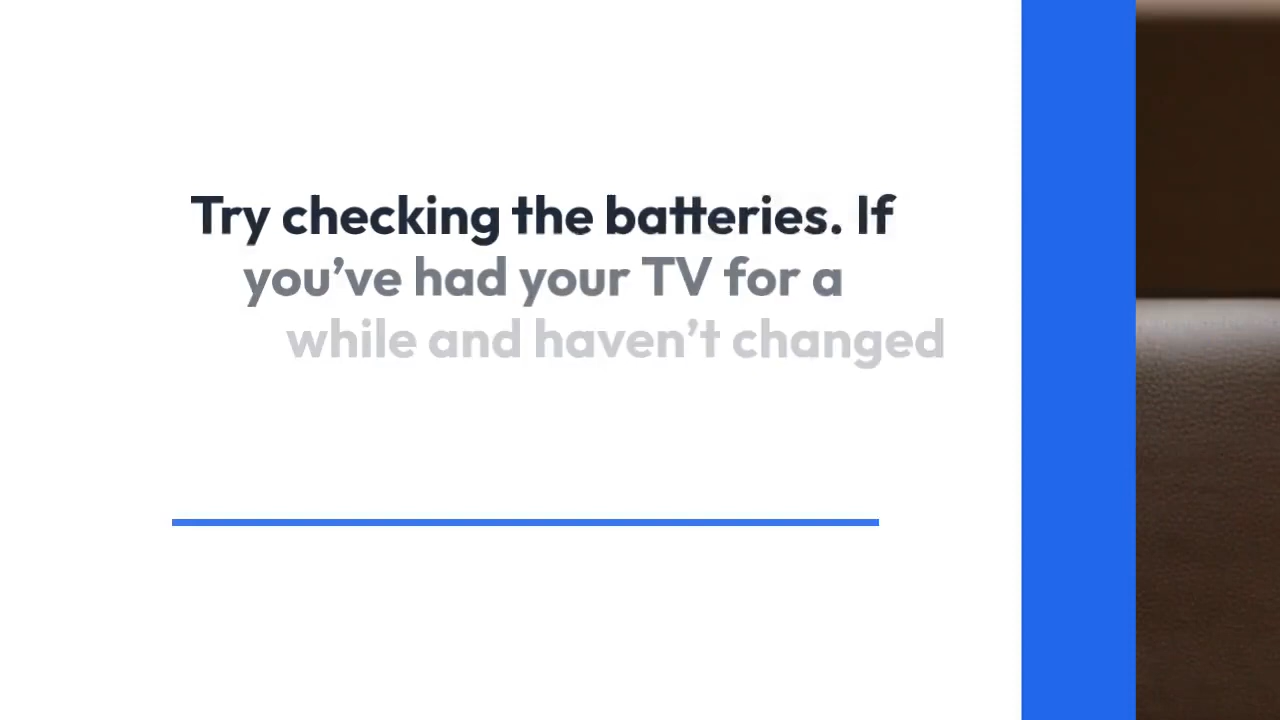 Try checking the batteries. If
you’ve had your TV for a
while and haven’t changed